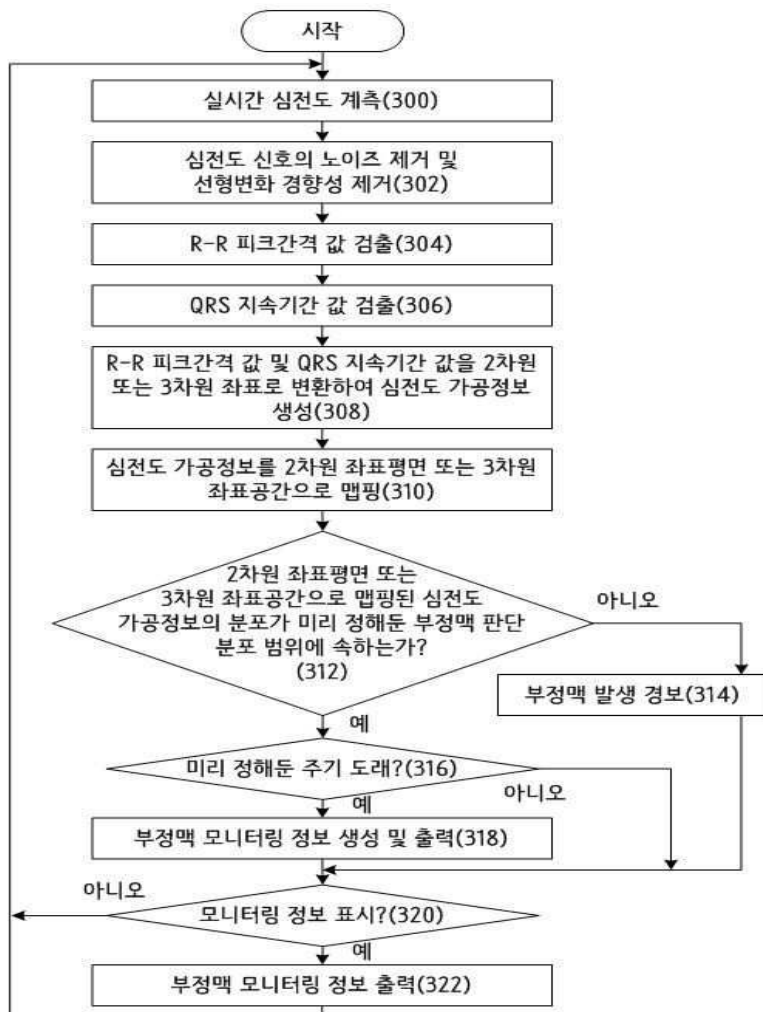 시작
실시간 심전도 계측(300)
심전도 신호의 노이즈 제거 및
선형변화 경향성 제거(302)
R-R 피크간격 값 검출(304)
QRS 지속기간 값 검출(306)
R-R 피크간격 값 및 QRS 지속기간 값을 2차원
또는 3차원 좌표로 변환하여 심전도 가공정보
생성(308)
심전도 가공정보를 2차원 좌표평면 또는 3차원
좌표공간으로 맵핑(310)
2차원 좌표평면 또는
3차원 좌표공간으로 맵핑된 심전도
가공정보의 분포가 미리 정해둔 부정맥 판단
분포 범위에 속하는가?
(312)
아니오
부정맥 발생 경보(314)
예
미리 정해둔 주기 도래?(316)
아니오
예
부정맥 모니터링 정보 생성 및 출력(318)
아니오
모니터링 정보 표시?(320)
예
부정맥 모니터링 정보 출력(322)